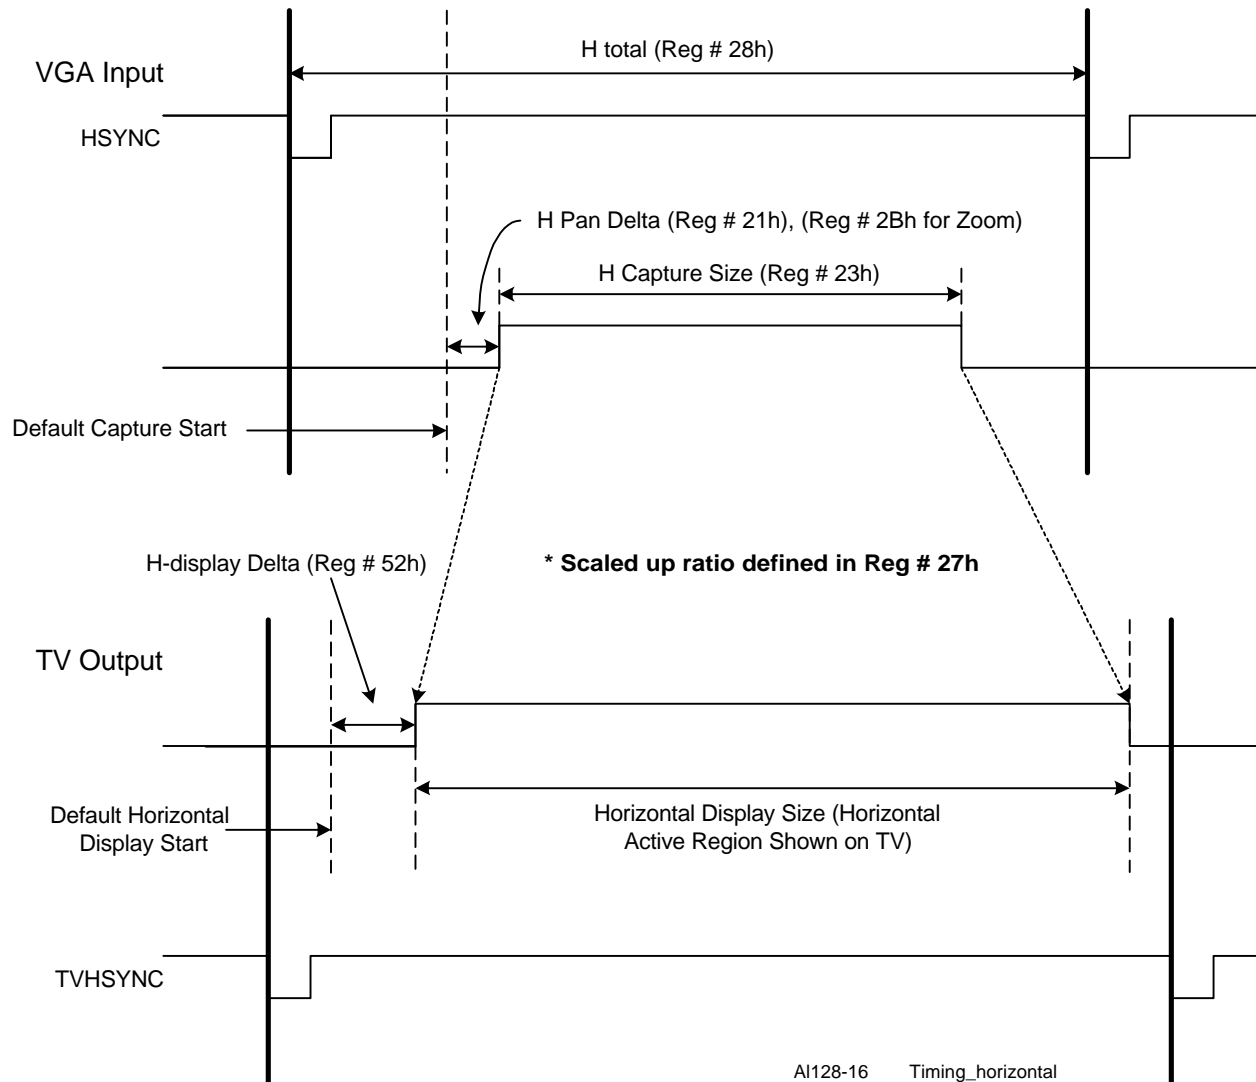 H total (Reg # 28h)
VGA Input
HSYNC
H Pan Delta (Reg # 21h), (Reg # 2Bh for Zoom)
H Capture Size (Reg # 23h)
Default Capture Start
H-display Delta (Reg # 52h)
* Scaled up ratio defined in Reg # 27h
TV Output
Default Horizontal
Display Start
Horizontal Display Size (Horizontal
Active Region Shown on TV)
TVHSYNC
AI128-16 Timing_horizontal